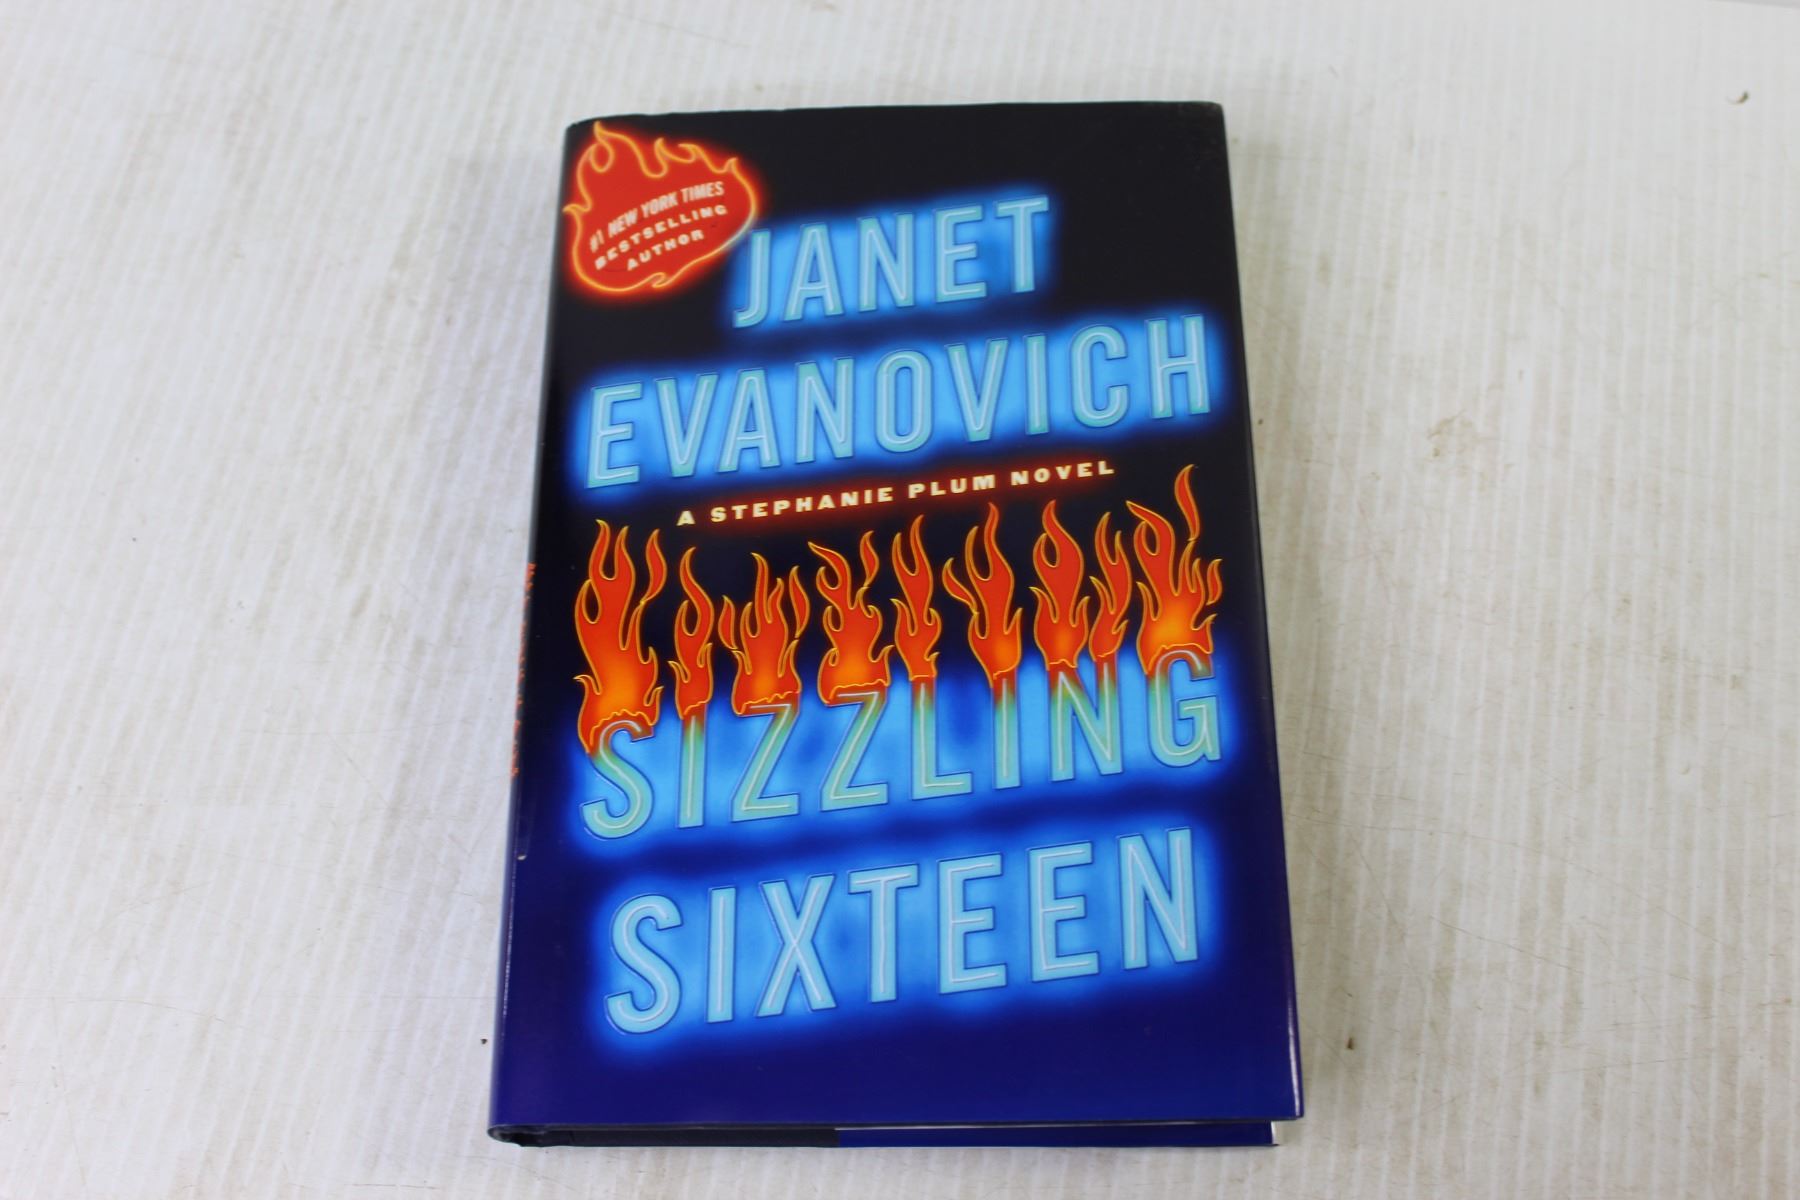 #1 NEW YORK TIMES
BESTSELLING
AUTHOR
JANET
EVANOVICH
A STEPHANIE PLUM NOVEL
SIZZLING
SIXTEEN